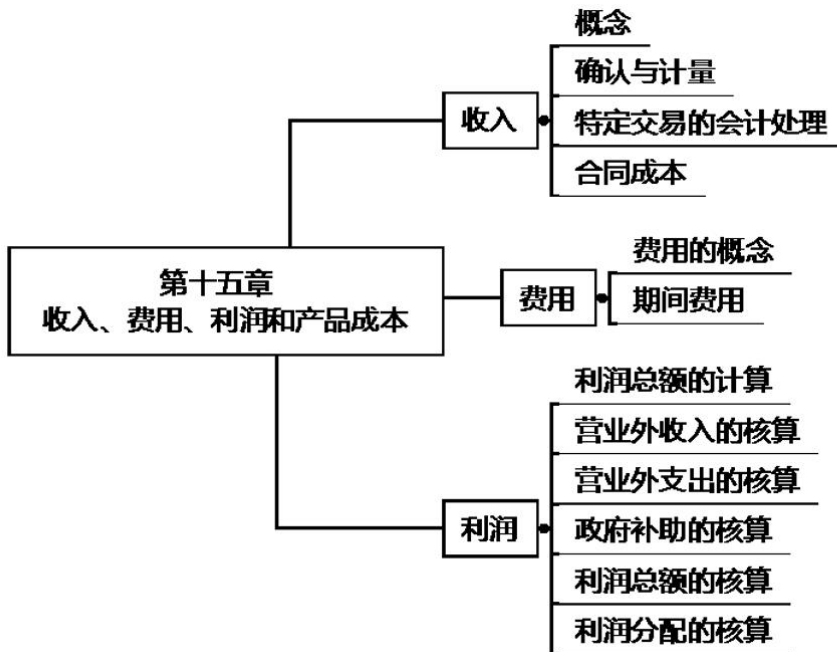 概念
确认与计量
收入
特定交易的会计处理
合同成本
第十五章
收入、费用、利润和产品成本
费用的概念
费用
期间费用
利润总额的计算
营业外收入的核算
营业外支出的核算
利润
政府补助的核算
利润总额的核算
利润分配的核算